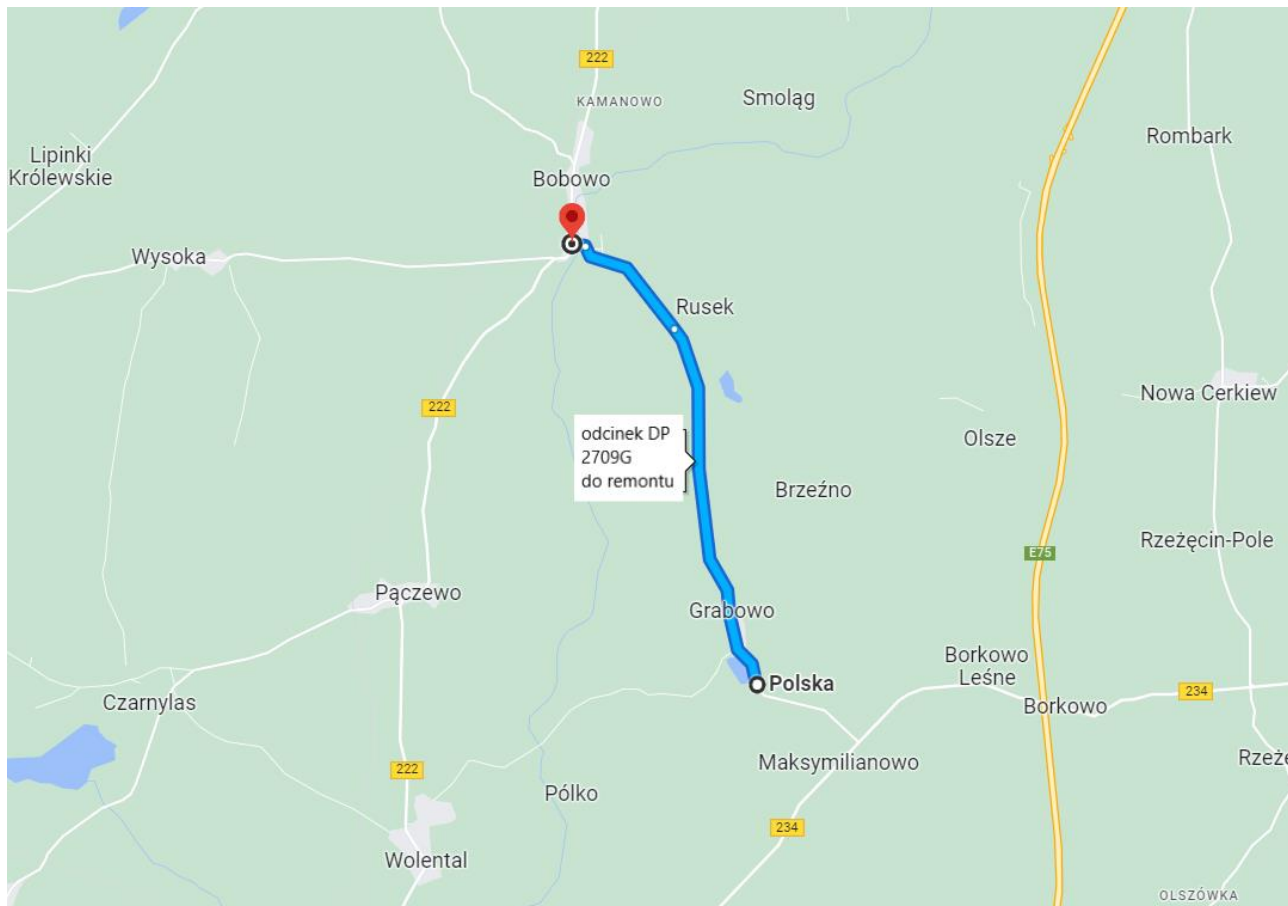 222
KAMANOWO
Smoląg
Rombark
Lipinki
Królewskie
Bobowo
Wysoka
Rusek
Nowa Cerkiew
222
odcinek DP
2709G
do remontu
Olsze
Brzeźno
Rzeżęcin-Pole
E75
Pączewo
Grabowo
Borkowo
Leśne
Polska
234
Czarnylas
Borkowo
Maksymilianowo
Rzeże
222
Pólko
234
Wolental
OLSZÓWKA